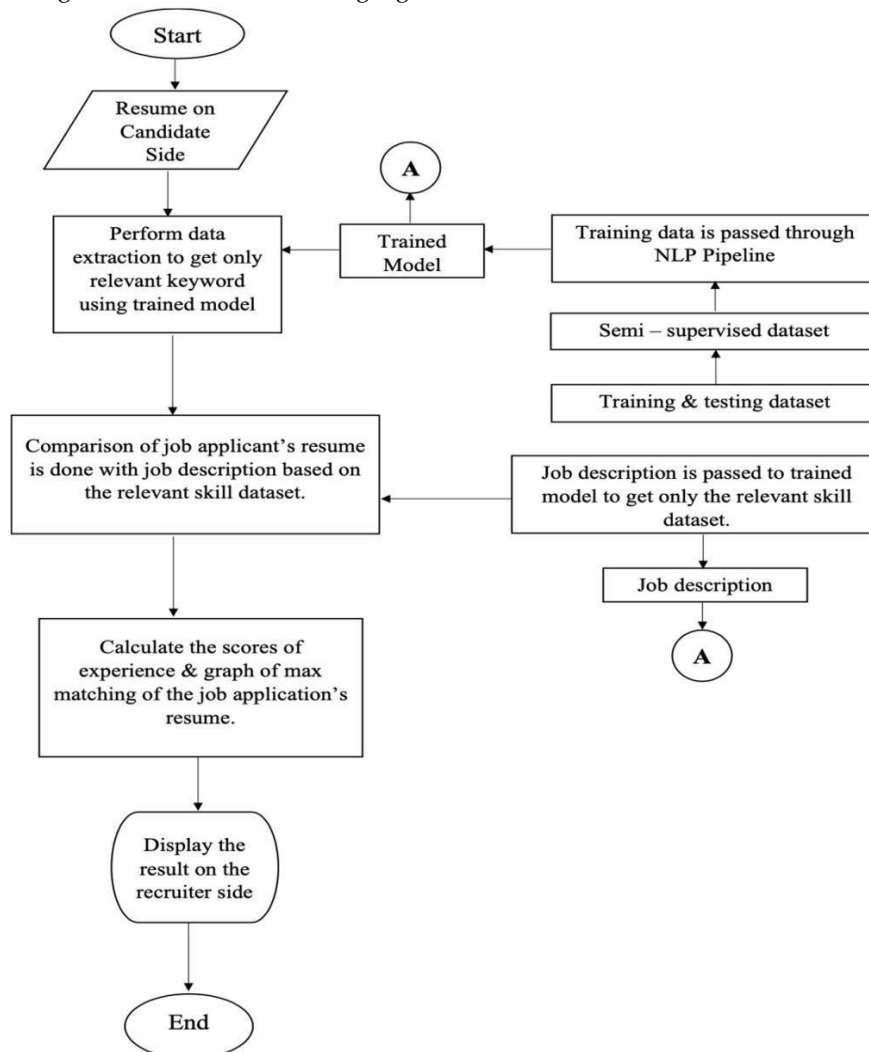 Start
Resume on
Candidate
Side
A
Perform data
extraction to get only
relevant keyword
using trained model
Trained
Model
Training data is passed through
NLP Pipeline
Semi – supervised dataset
Training & testing dataset
Comparison of job applicant's resume
is done with job description based on
the relevant skill dataset.
Job description is passed to trained
model to get only the relevant skill
dataset.
Job description
A
Calculate the scores of
experience & graph of max
matching of the job application's
resume.
Display the
result on the
recruiter side
End